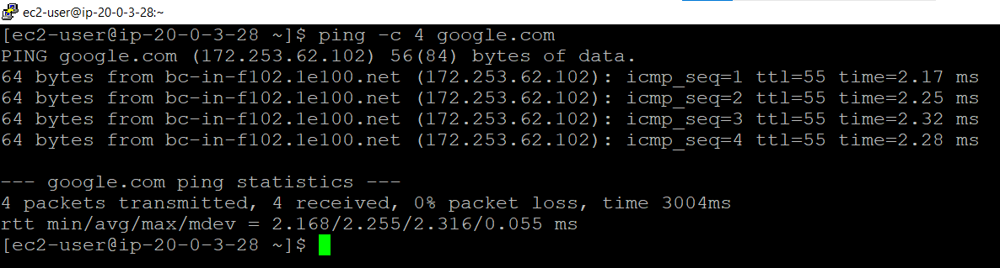 ec2-user@ip-20-0-3-28:~
[ec2-user@ip-20-0-3-28 ~]$ ping -c 4 google.com
PING google.com (172.253.62.102) 56(84) bytes of data.
64 bytes from bc-in-f102.1e100.net (172.253.62.102): icmp_seq=1 ttl=55 time=2.17 ms
64 bytes from bc-in-f102.1e100.net (172.253.62.102): icmp_seq=2 ttl=55 time=2.25 ms
64 bytes from bc-in-f102.1e100.net (172.253.62.102): icmp_seq=3 ttl=55 time=2.32 ms
64 bytes from bc-in-f102.1e100.net (172.253.62.102): icmp_seq=4 ttl=55 time=2.28 ms
--- google.com ping statistics ---
4 packets transmitted, 4 received, 0% packet loss, time 3004ms
rtt min/avg/max/mdev = 2.168/2.255/2.316/0.055 ms
[ec2-user@ip-20-0-3-28 ~]$